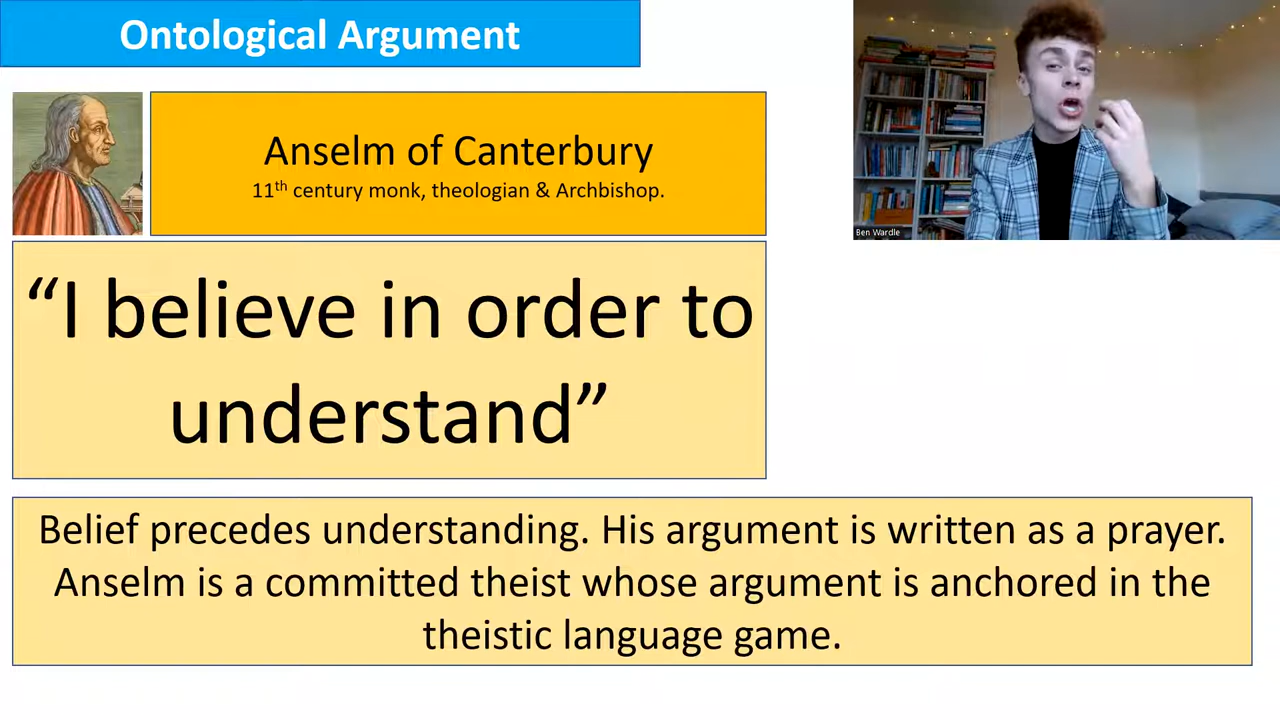 Ontological Argument
Anselm of Canterbury
11th century monk, theologian & Archbishop.
“I believe in order to
understand”
Belief precedes understanding. His argument is written as a prayer.
Anselm is a committed theist whose argument is anchored in the
theistic language game.
Ben Wardle